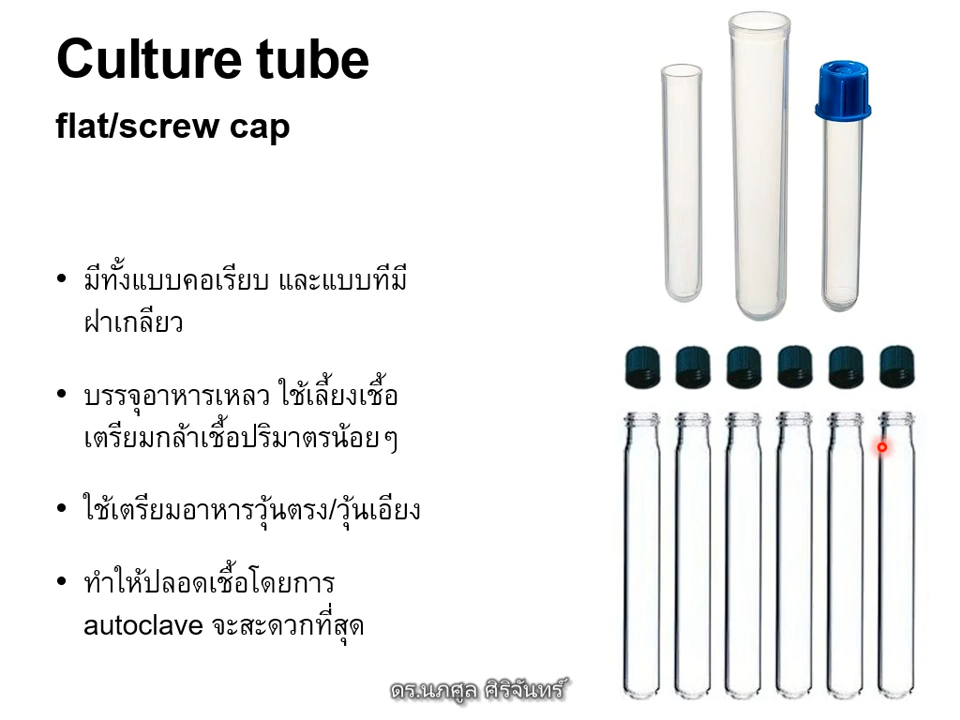 Culture tube
flat/screw cap
• มีทั้งแบบคอเรียบ และแบบทีมี
ฝาเกลียว
• บรรจุอาหารเหลว ใช้เลี้ยงเชื้อ
เตรียมกล้าเชื้อปริมาตรน้อยๆ
• ใช้เตรียมอาหารวุ้นตรง/วุ้นเอียง
• ทำให้ปลอดเชื้อโดยการ
autoclave จะสะดวกที่สุด
ดร.นภศูล ศิริจันทร์